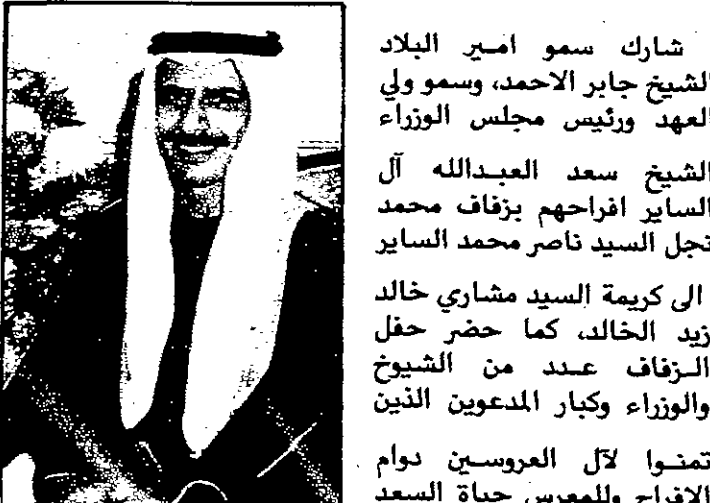 شارك سمو امير البلاد
الشيخ جابر الاحمد، وسمو ولي
العهد ورئيس مجلس الوزراء
الشيخ سعد العبدالله آل
الساير افراحهم بزفاف محمد
نجل السيد ناصر محمد الساير
الى كريمة السيد مشاري خالد
زيد الخالد، كما حضر حفل
الزفاف عدد من الشيوخ
والوزراء وكبار المدعوين الذين
تمنوا لآل العروسين دوام
الافراح وللمعرس حياة السعد